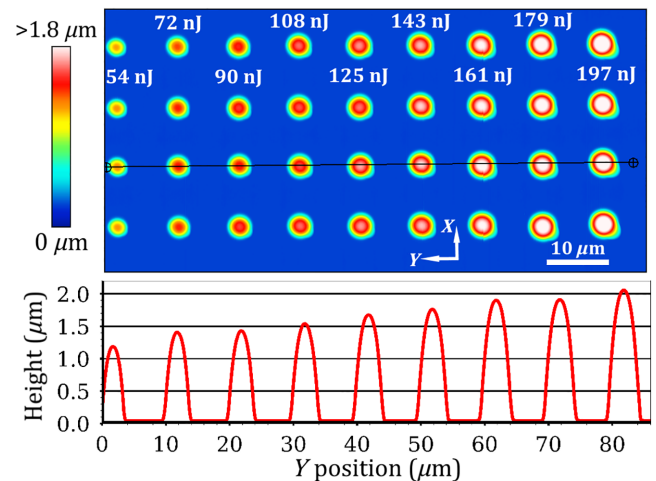 >1.8 μm
0 μm
72 nJ 108 nJ 143 nJ 179 nJ
54 nJ 90 nJ 125 nJ 161 nJ 197 nJ
X
Y
10 μm
Height (μm)
2.0
1.5
1.0
0.5
0.0
0 10 20 30 40 50 60 70 80
Y position (μm)